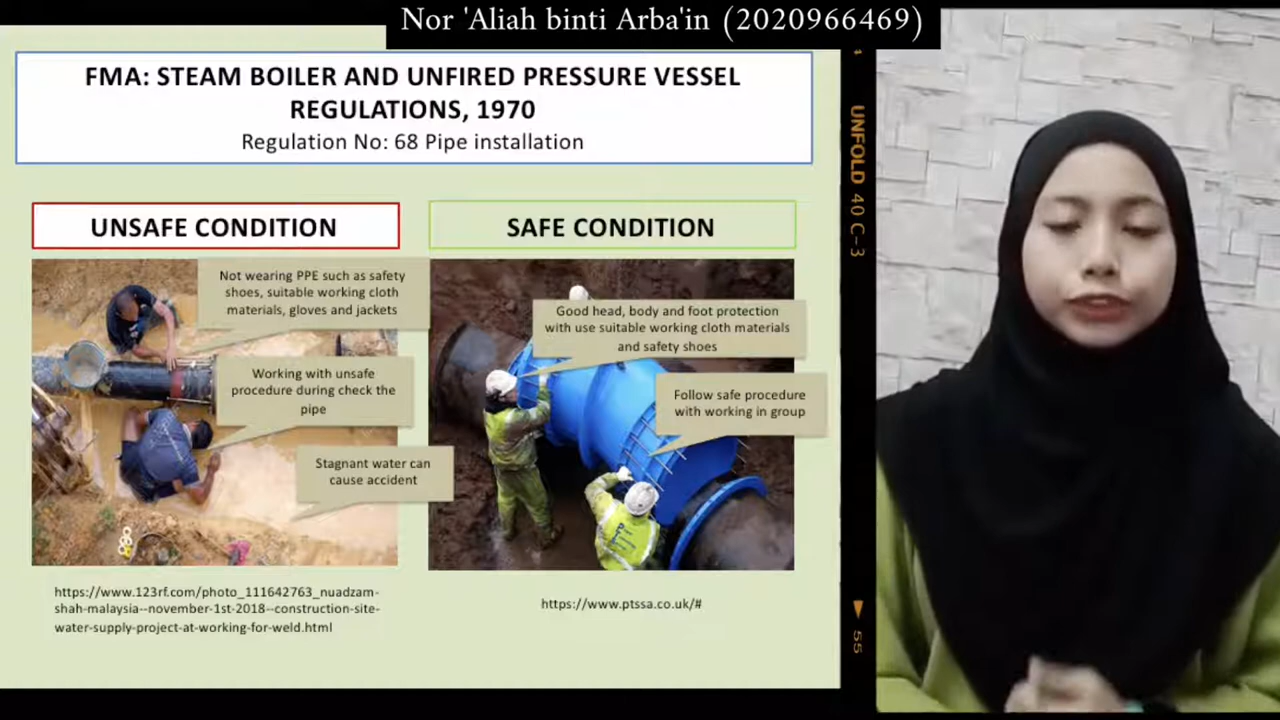 Nor 'Aliah binti Arba'in (2020966469)
FMA: STEAM BOILER AND UNFIRED PRESSURE VESSEL
REGULATIONS, 1970
Regulation No: 68 Pipe installation
UNSAFE CONDITION
Not wearing PPE such as safety
shoes, suitable working cloth
materials, gloves and jackets
Working with unsafe
procedure during check the
pipe
Stagnant water can
cause accident
https://www.123rf.com/photo_111642763_nuadzam-
shah-malaysia--november-1st-2018--construction-site-
water-supply-project-at-working-for-weld.html
SAFE CONDITION
Good head, body and foot protection
with use suitable working cloth materials
and safety shoes
Follow safe procedure
with working in group
https://www.ptssa.co.uk/#
UNFOLD 40 C-3
55